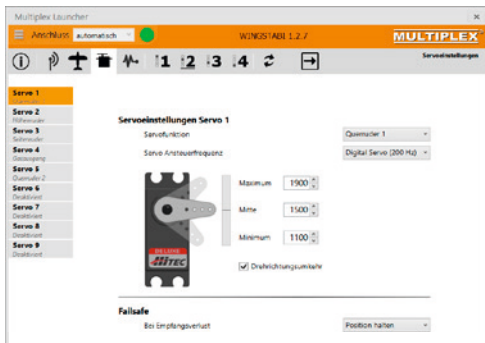 Multiplex Launcher
Anschluss automatisch WINGSTABI 1.2.7 MULTIPLEX
1 2 3 4 Servoeinstellungen
Servo 1
Servo 2
Höhenruder
Servo 3
Seitenruder
Servo 4
Gasausgang
Servo 5
Querruder 2
Servo 6
Deaktiviert
Servo 7
Deaktiviert
Servo 8
Deaktiviert
Servo 9
Deaktiviert
Servoeinstellungen Servo 1
Servofunktion Querruder 1
Servo Ansteuerfrequenz Digital Servo (200 Hz)
Maximum 1900
Mitte 1500
Minimum 1100
DELUXE
HITEC
Drehrichtungsumkehr
Failsafe
Bei Empfangsverlust Position halten